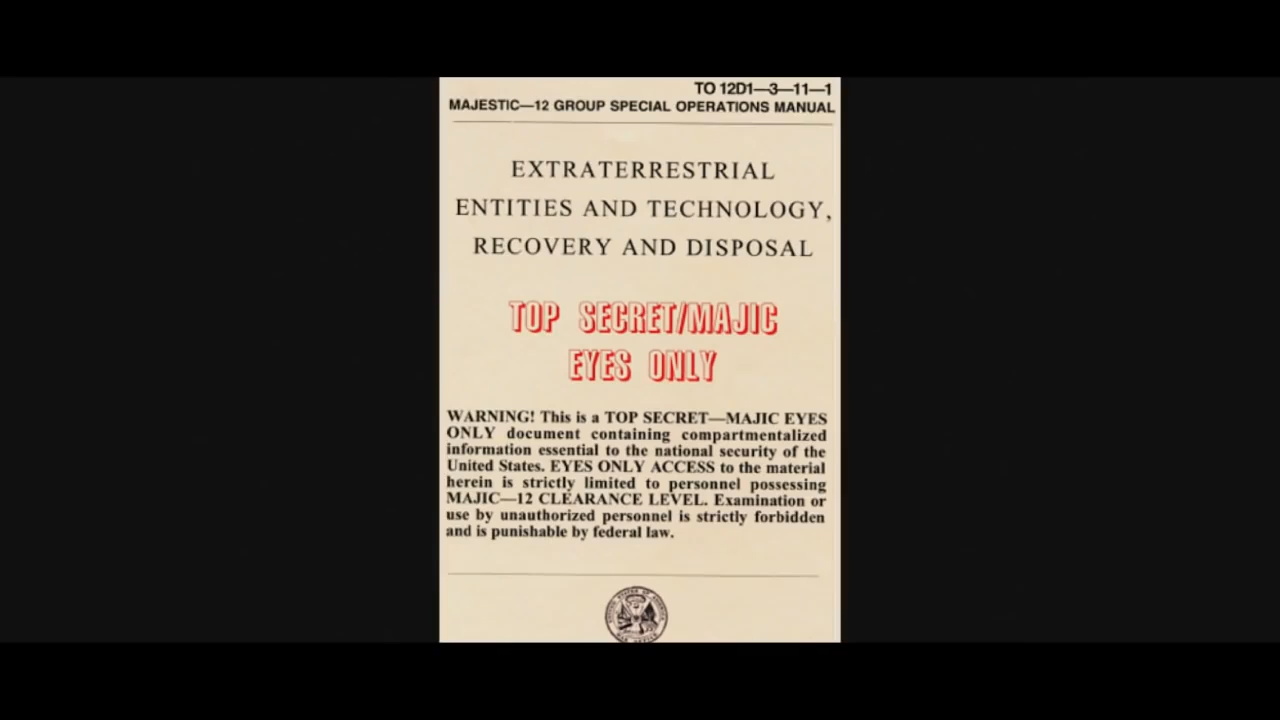 TO 12D1—3—11—1
MAJESTIC—12 GROUP SPECIAL OPERATIONS MANUAL
EXTRATERRESTRIAL
ENTITIES AND TECHNOLOGY,
RECOVERY AND DISPOSAL
TOP SECRET/MAJIC
EYES ONLY
WARNING! This is a TOP SECRET—MAJIC EYES
ONLY document containing compartmentalized
information essential to the national security of the
United States. EYES ONLY ACCESS to the material
herein is strictly limited to personnel possessing
MAJIC—12 CLEARANCE LEVEL. Examination or
use by unauthorized personnel is strictly forbidden
and is punishable by federal law.